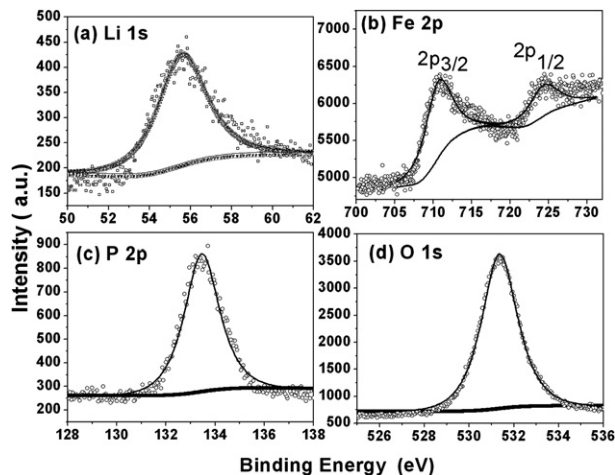 (a) Li 1s
450
400
350
300
250
200
150
50 52 54 56 58 60 62
(b) Fe 2p
2p3/2
2p1/2
7000
6500
6000
5500
5000
700 705 710 715 720 725 730
(c) P 2p
900
800
700
600
500
400
300
200
128 130 132 134 136 138
(d) O 1s
4000
3500
3000
2500
2000
1500
1000
500
526 528 530 532 534 536
Intensity ( a.u.)
Binding Energy (eV)